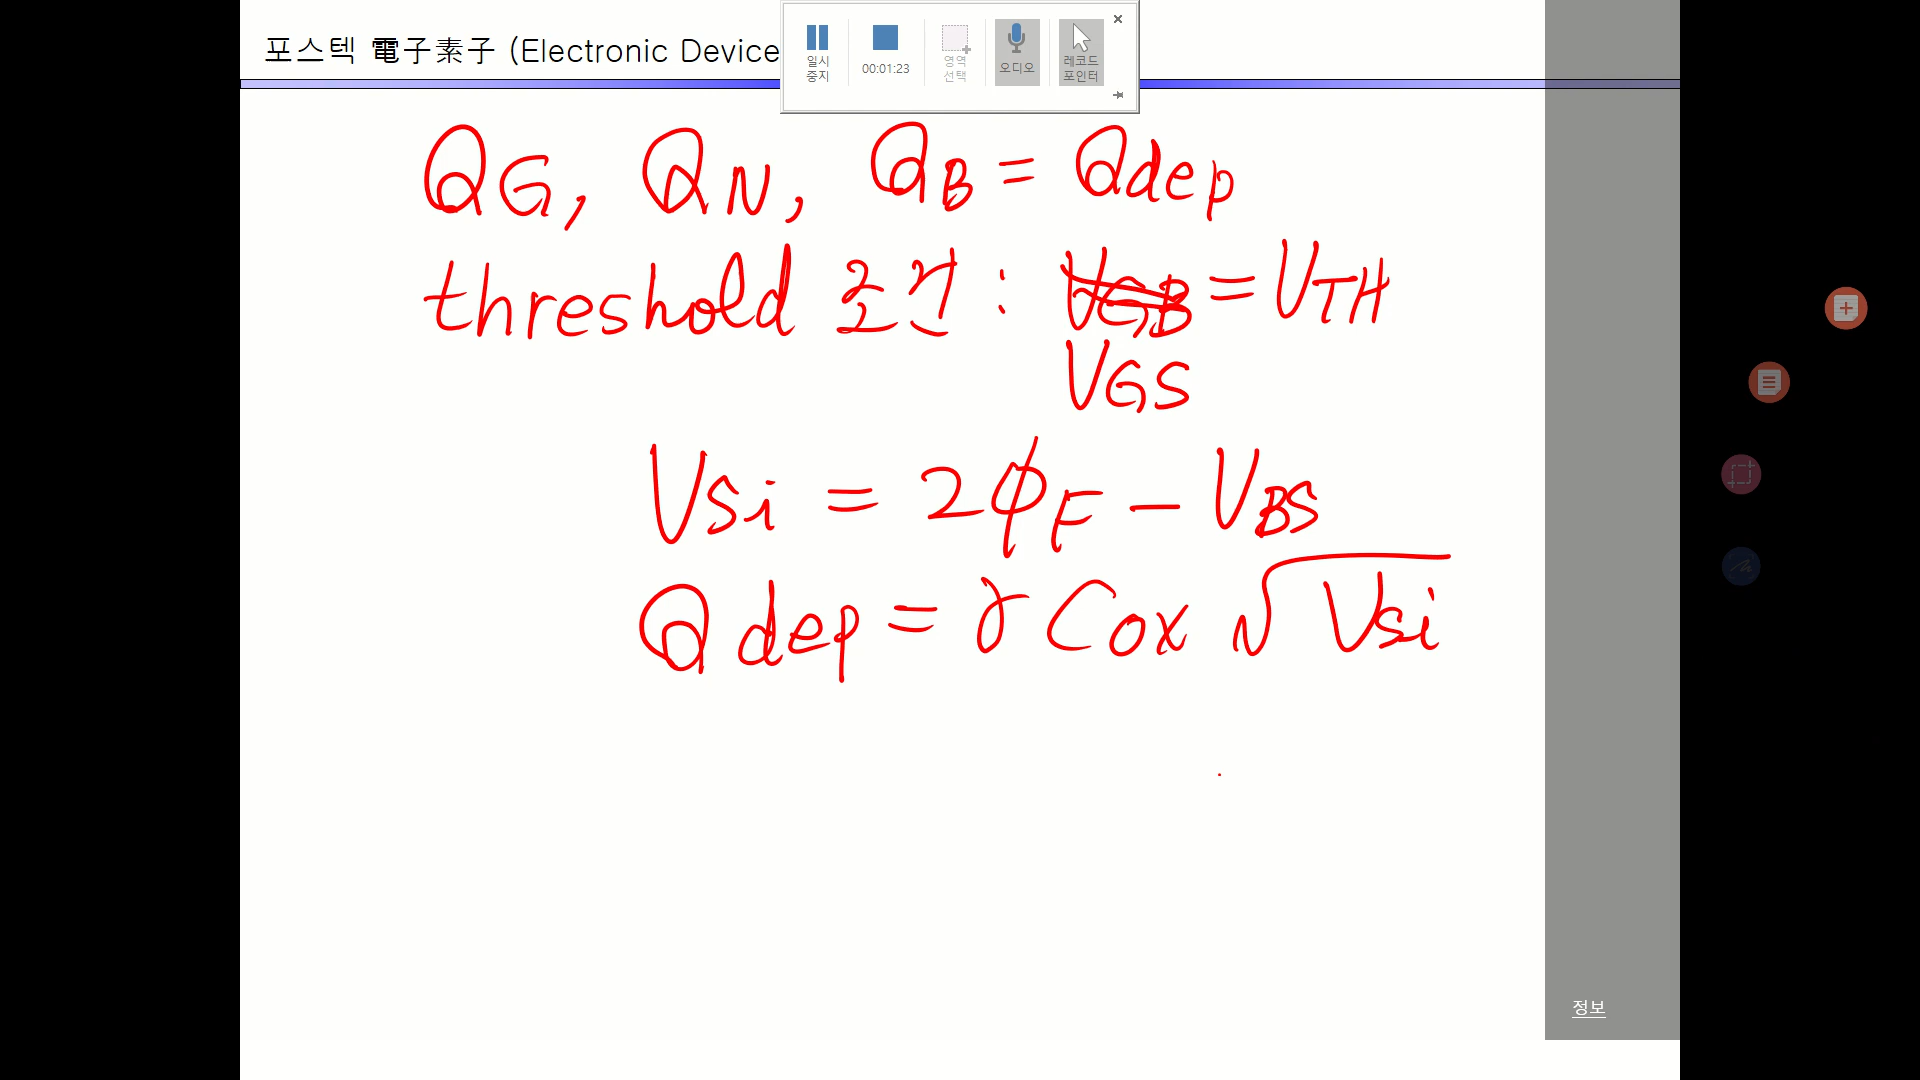 포스텍 電子素子 (Electronic Device
일시
중지
00:01:23
영역
선택
오디오
레코드
포인터
QG, QN, QB = Qdep
threshold 조건 : VGB = VTH
VGS
Vsi = 2ϕF - VBS
Qdep = γ Cox √Vsi
정보